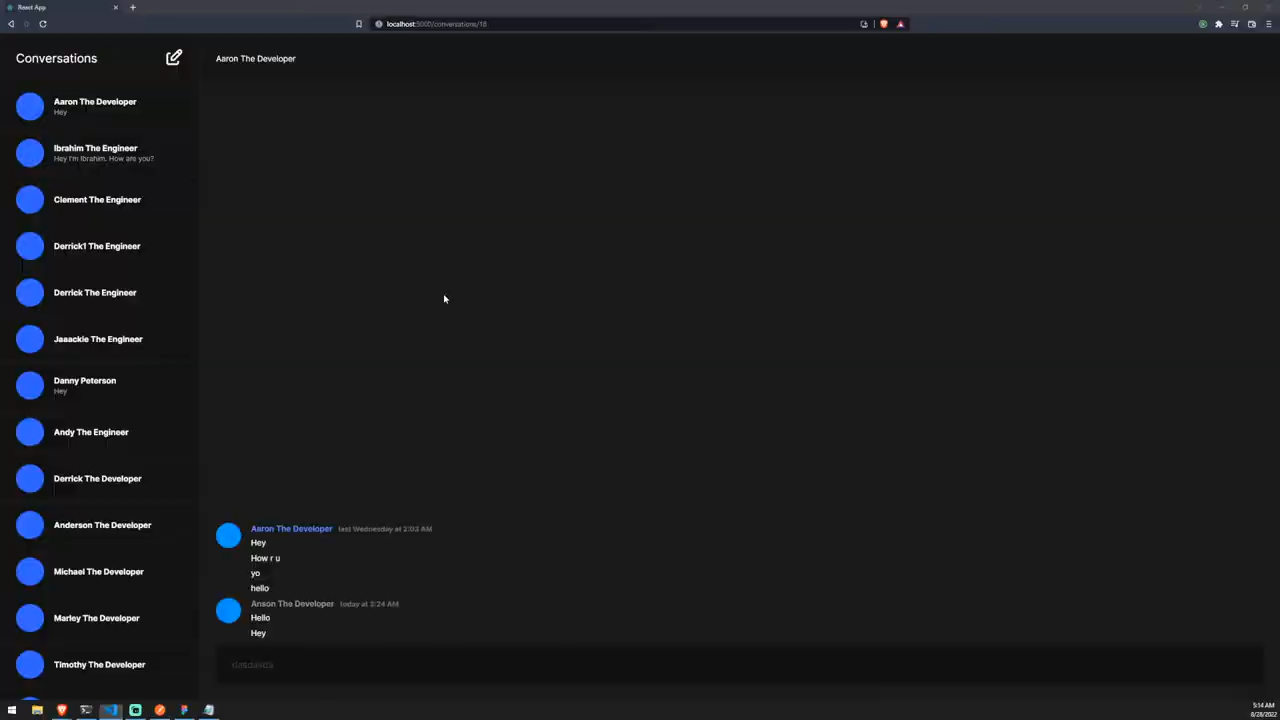 React App
localhost:3000/conversations/18
Conversations
Aaron The Developer
Aaron The Developer
Hey
Ibrahim The Engineer
Hey I'm Ibrahim. How are you?
Clement The Engineer
Derrick1 The Engineer
Derrick The Engineer
Jaaackie The Engineer
Danny Peterson
Hey
Andy The Engineer
Derrick The Developer
Anderson The Developer
Michael The Developer
Marley The Developer
Timothy The Developer
Aaron The Developer last Wednesday at 2:03 AM
Hey
How r u
yo
hello
Anson The Developer today at 3:24 AM
Hello
Hey
5:14 AM
8/28/2022